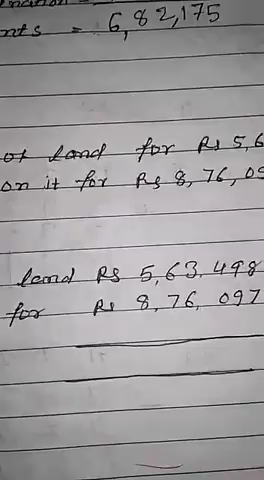 nts = 6,82,175
of land for Rs 5,6
on it for Rs 8,76,09
land Rs 5,63,498
for Rs 8,76,097